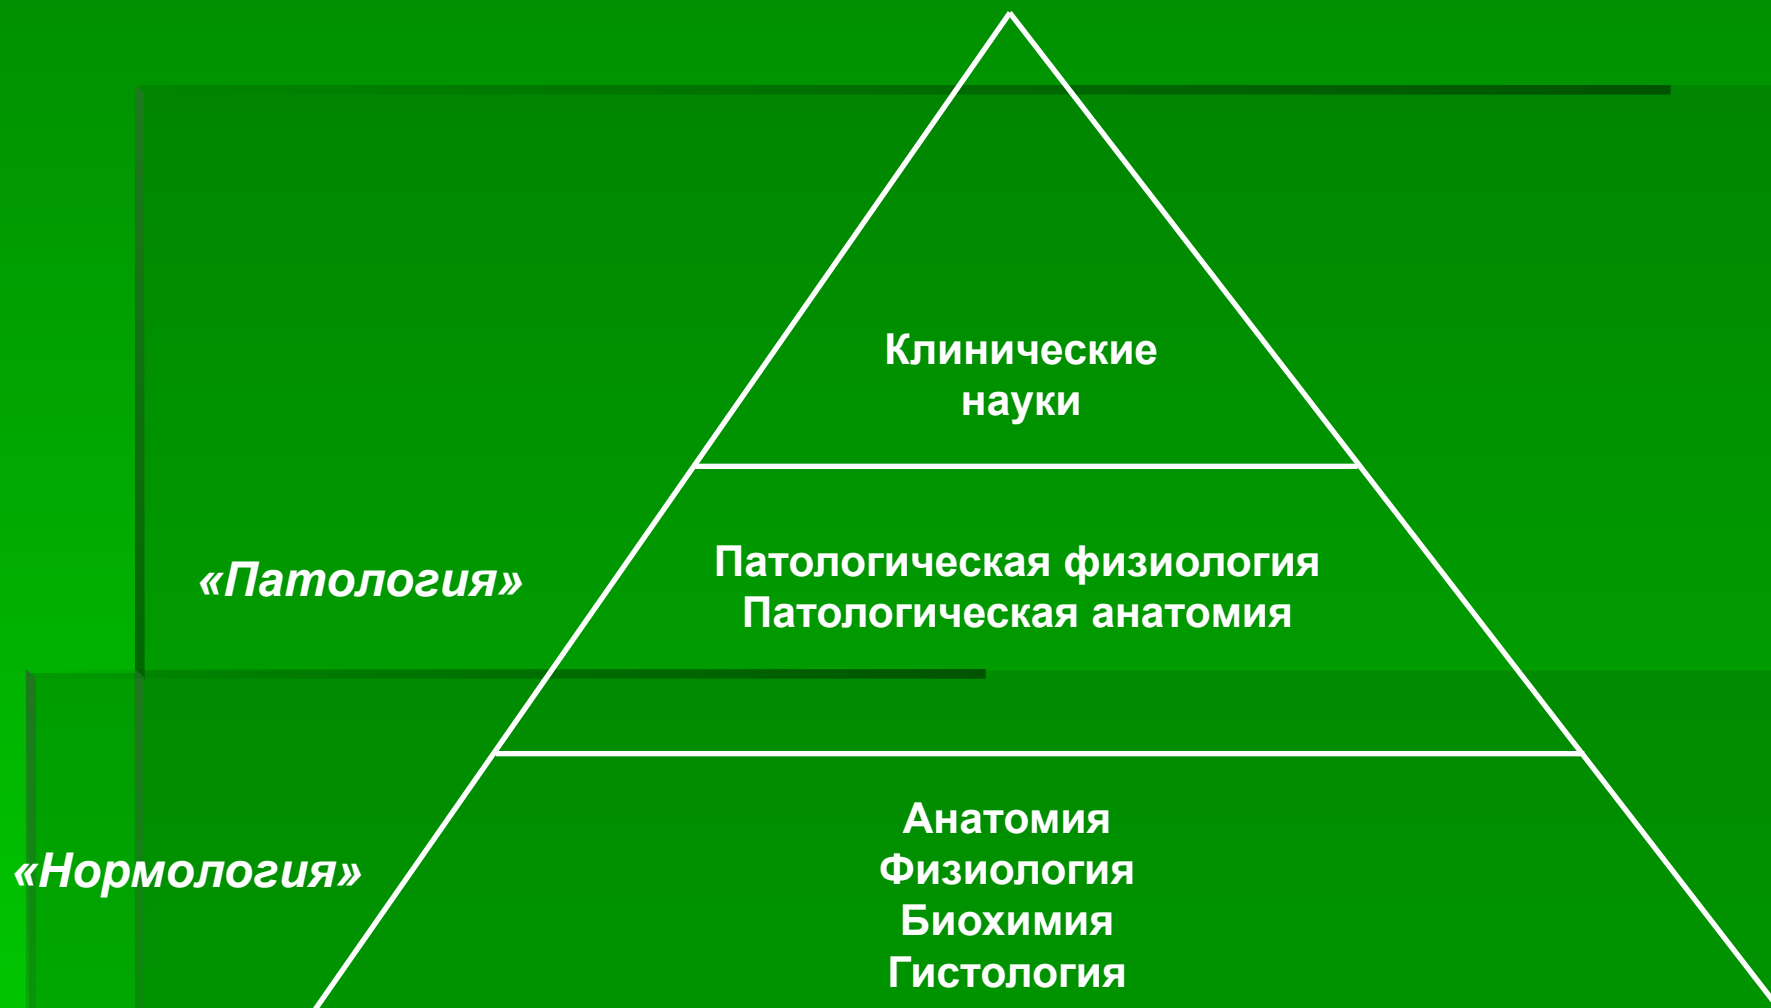 Клинические
науки
«Патология»
Патологическая физиология
Патологическая анатомия
«Нормология»
Анатомия
Физиология
Биохимия
Гистология